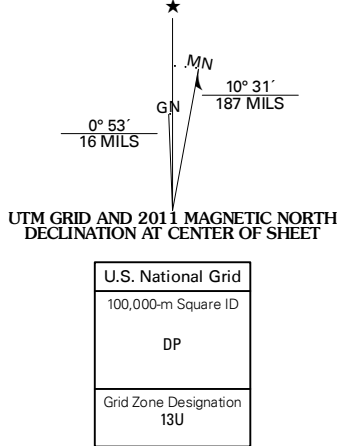 ★
MN
10° 31´
187 MILS
GN
0° 53´
16 MILS
UTM GRID AND 2011 MAGNETIC NORTH
DECLINATION AT CENTER OF SHEET
U.S. National Grid
100,000-m Square ID
DP
Grid Zone Designation
13U